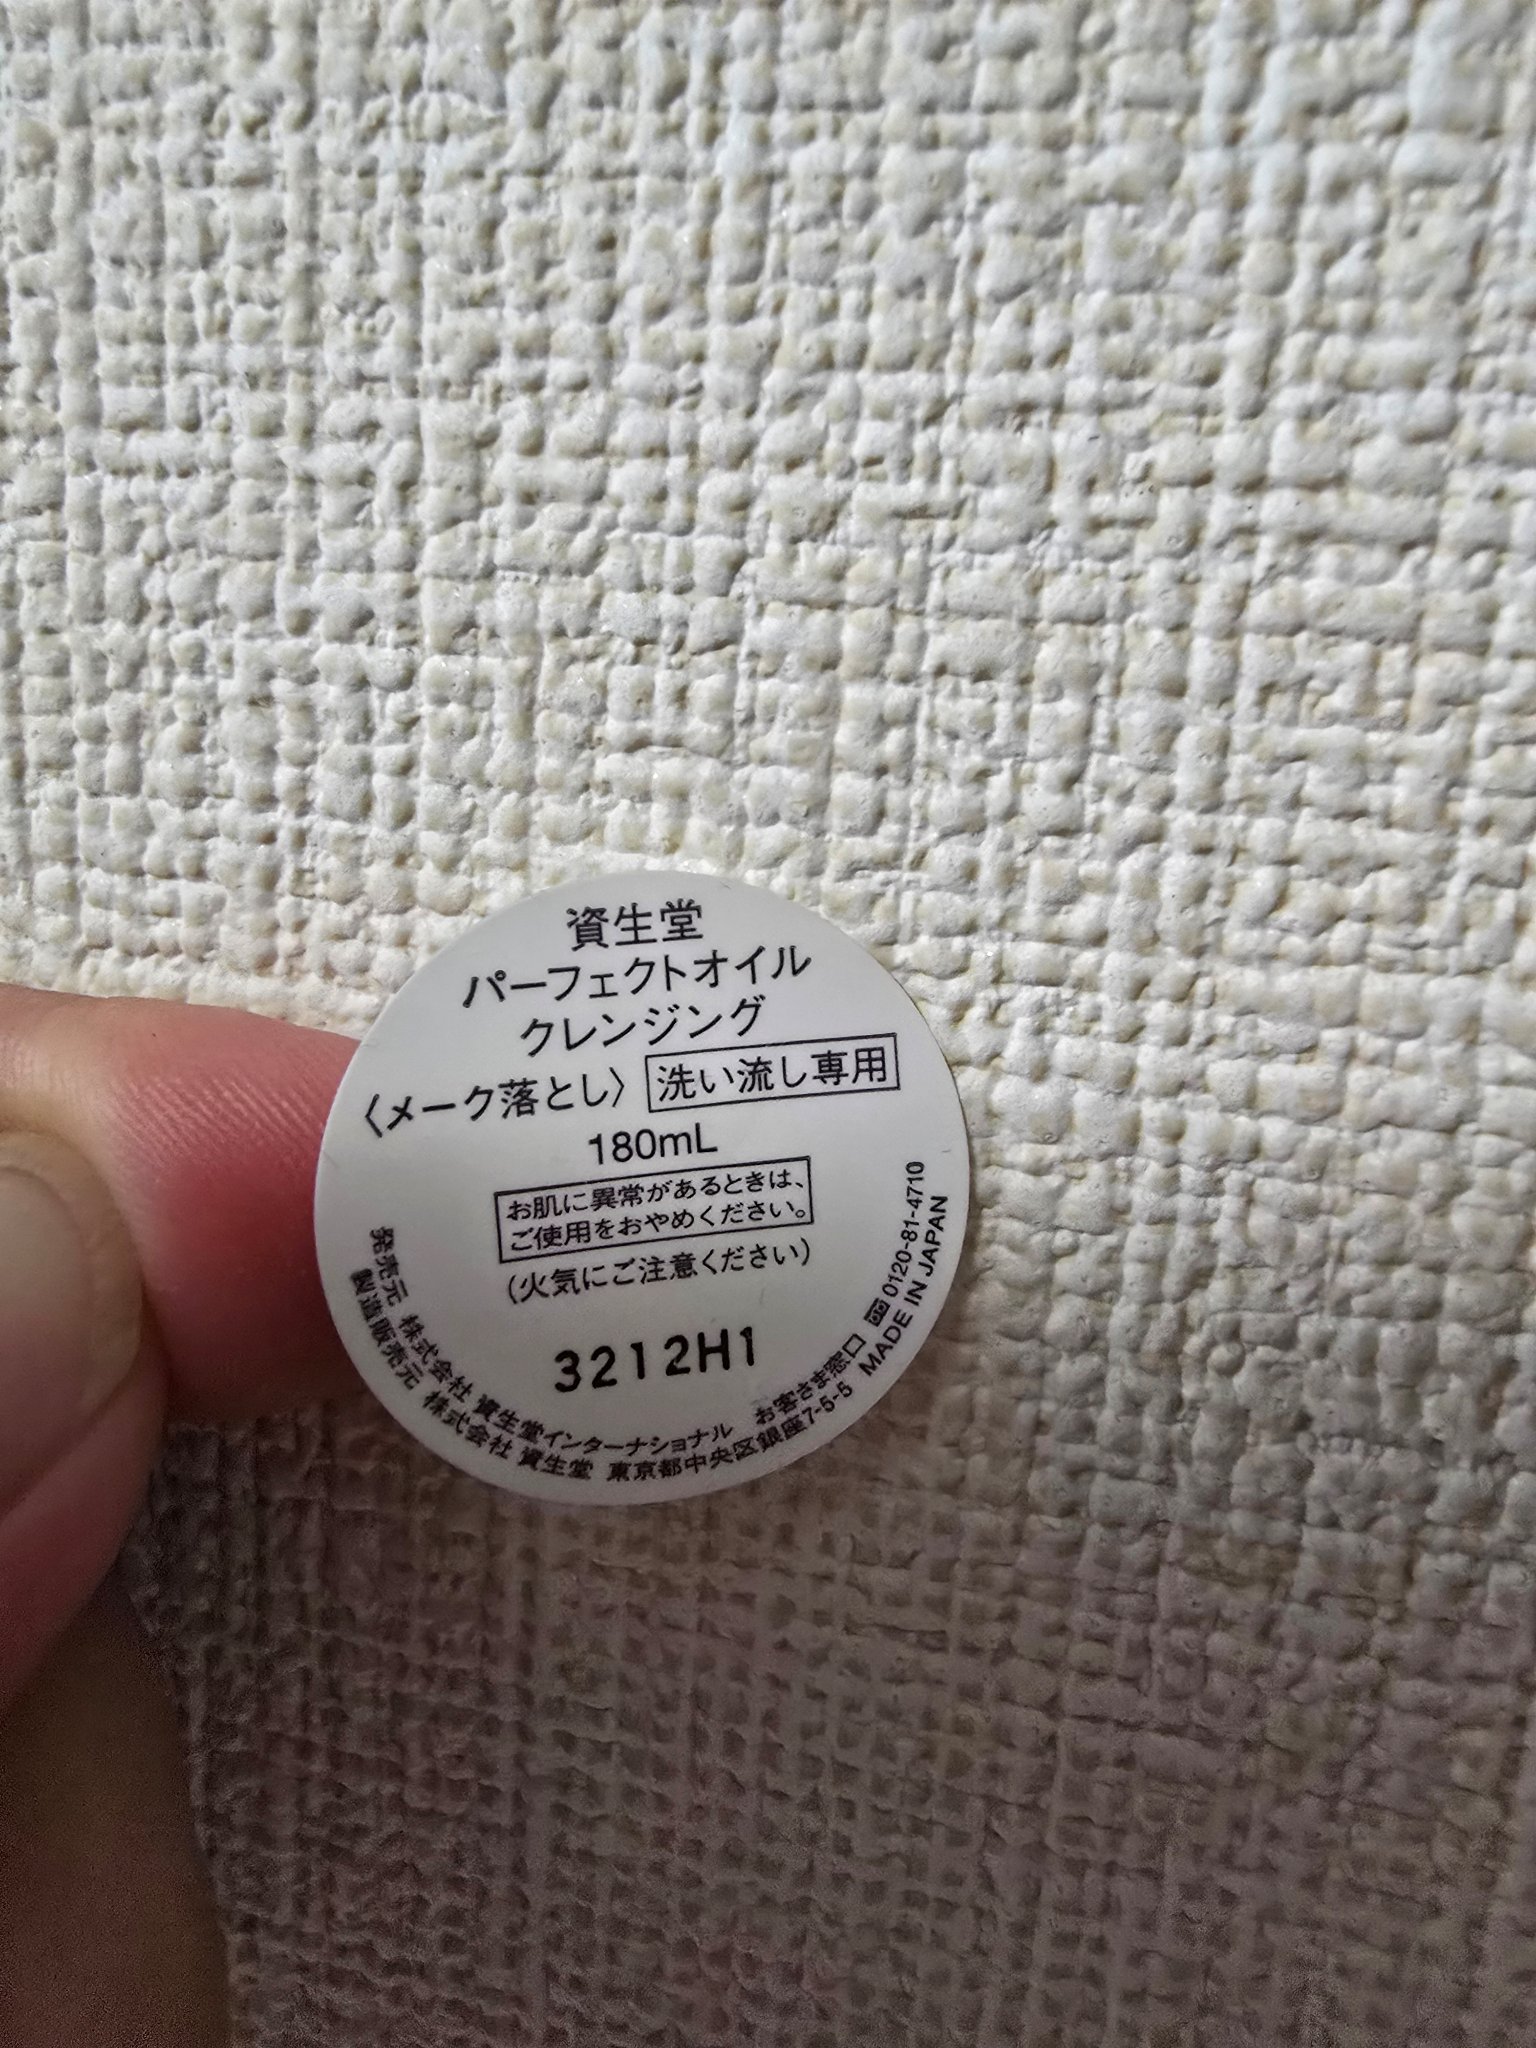 資生堂
パーフェクトオイル
クレンジング
〈メーク落とし〉 洗い流し専用
180mL
お肌に異常があるときは、
ご使用をおやめください。
(火気にご注意ください)
3212H1
発売元 株式会社 資生堂インターナショナル お客さま窓口 0120-81-4710
製造販売元 株式会社 資生堂 東京都中央区銀座7-5-5 MADE IN JAPAN